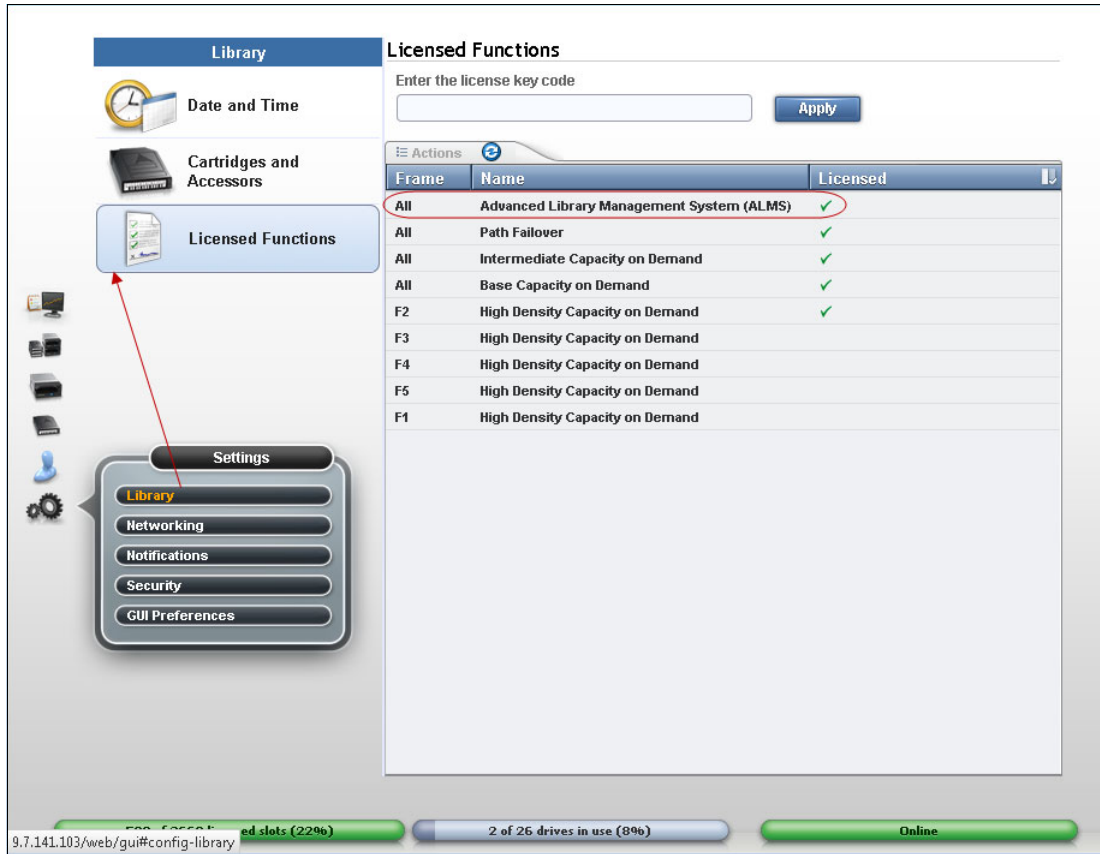 Library
Date and Time
Cartridges and
Accessors
Licensed Functions
Settings
Library
Networking
Notifications
Security
GUI Preferences
Licensed Functions
Enter the license key code
Apply
Actions
Frame Name Licensed
All Advanced Library Management System (ALMS) ✓
All Path Failover ✓
All Intermediate Capacity on Demand ✓
All Base Capacity on Demand ✓
F2 High Density Capacity on Demand ✓
F3 High Density Capacity on Demand
F4 High Density Capacity on Demand
F5 High Density Capacity on Demand
F1 High Density Capacity on Demand
slots (22%)
2 of 26 drives in use (8%)
Online
9.7.141.103/web/gui#config-library